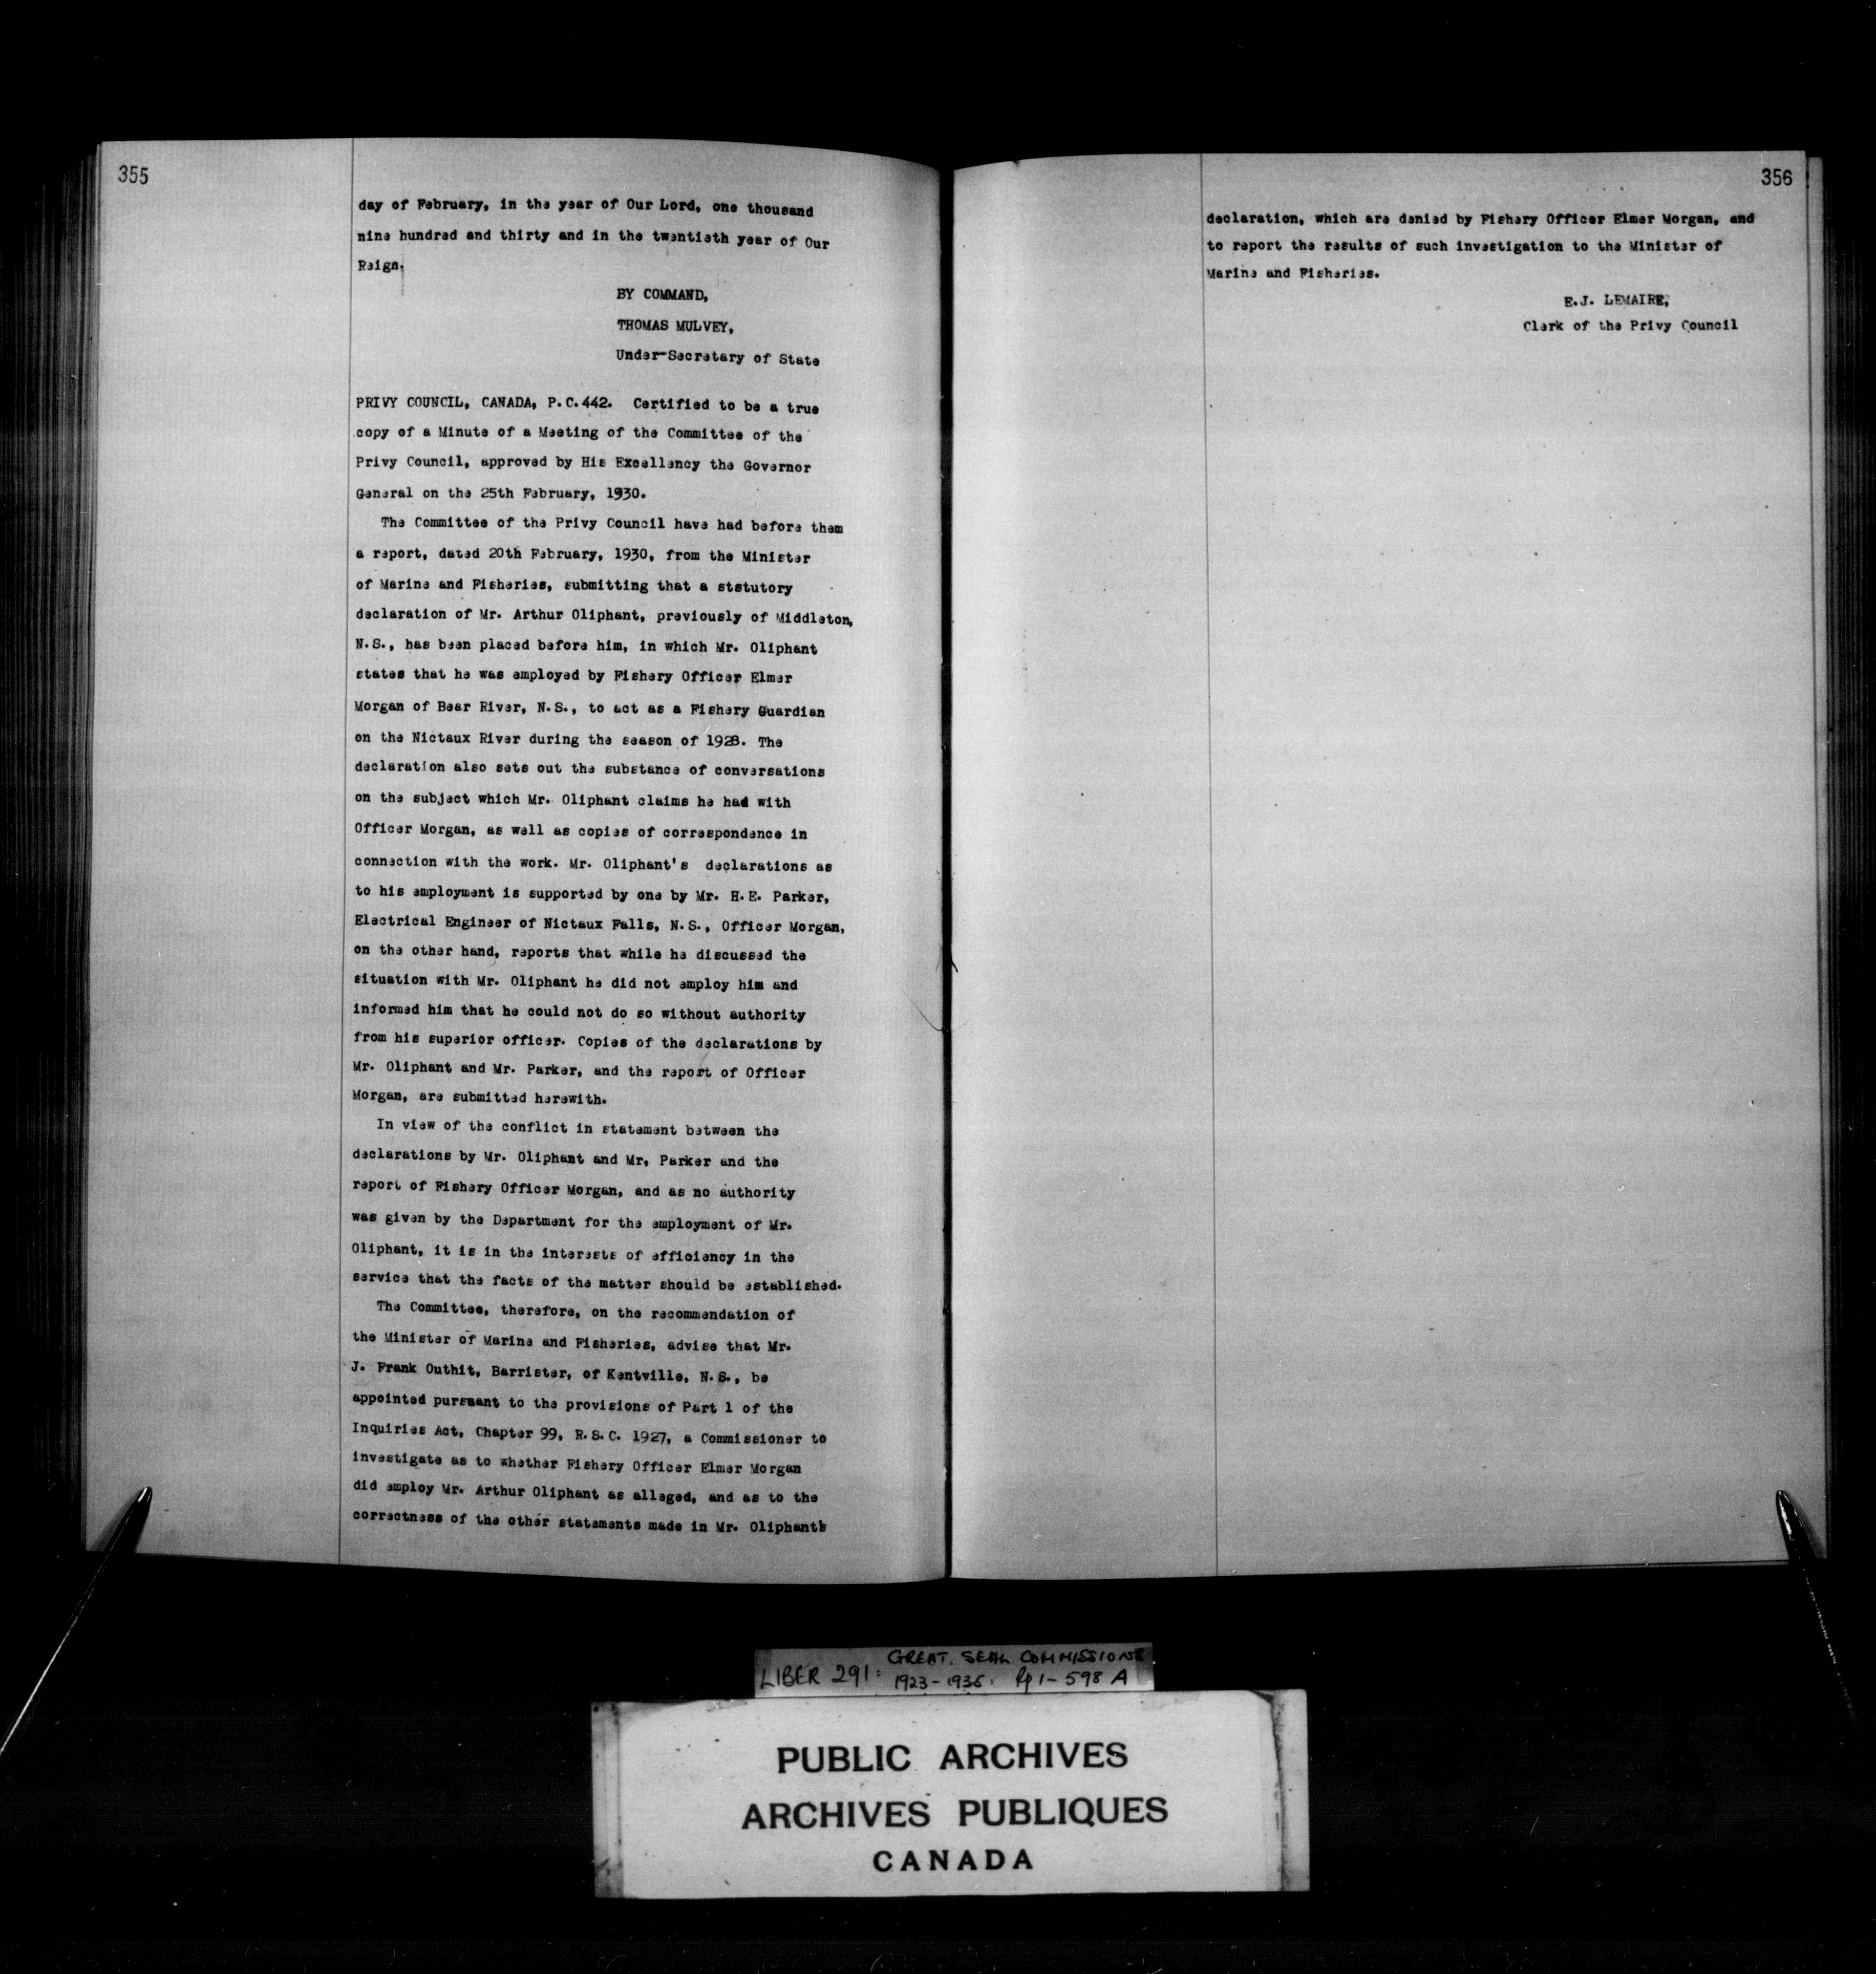 355
day of February, in the year of Our Lord, one thousand
nine hundred and thirty and in the twentieth year of Our
Reign.
BY COMMAND,
THOMAS MULVEY,
Under-Secretary of State
PRIVY COUNCIL, CANADA, P.C.442. Certified to be a true
copy of a Minute of a Meeting of the Committee of the
Privy Council, approved by His Excellency the Governor
General on the 25th February, 1930.
The Committee of the Privy Council have had before them
a report, dated 20th February, 1930, from the Minister
of Marine and Fisheries, submitting that a ststutory
declaration of Mr. Arthur Oliphant, previously of Middleton,
N.S., has been placed before him, in which Mr. Oliphant
states that he was employed by Fishery Officer Elmer
Morgan of Bear River, N.S., to act as a Fishery Guardian
on the Nictaux River during the season of 1928. The
declaration also sets out the substance of conversations
on the subject which Mr. Oliphant claims he had with
Officer Morgan, as well as copies of correspondence in
connection with the work. Mr. Oliphant's declarations as
to his employment is supported by one by Mr. H.E. Parker,
Electrical Engineer of Nictaux Falls, N.S., Officer Morgan,
on the other hand, reports that while he discussed the
situation with Mr. Oliphant he did not employ him and
informed him that he could not do so without authority
from his superior officer. Copies of the declarations by
Mr. Oliphant and Mr. Parker, and the report of Officer
Morgan, are submitted herewith.
In view of the conflict in statement between the
declarations by Mr. Oliphant and Mr, Parker and the
report of Fishery Officer Morgan, and as no authority
was given by the Department for the employment of Mr.
Oliphant, it is in the interests of efficiency in the
service that the facts of the matter should be established.
The Committee, therefore, on the recommendation of
the Minister of Marine and Fisheries, advise that Mr.
J. Frank Outhit, Barrister, of Kentville, N.S., be
appointed pursuant to the provisions of Part 1 of the
Inquiries Act, Chapter 99, R.S.C. 1927, a Commissioner to
investigate as to whether Fishery Officer Elmer Morgan
did employ Mr. Arthur Oliphant as alleged, and as to the
correctness of the other statements made in Mr. Oliphant's
356
declaration, which are denied by Fishery Officer Elmer Morgan, and
to report the results of such investigation to the Minister of
Marine and Fisheries.
E.J. LEMAIRE,
Clerk of the Privy Council
GREAT SEAL COMMISSIONS
LIBER 291: 1923-1936. Pp 1-598 A
PUBLIC ARCHIVES
ARCHIVES PUBLIQUES
CANADA